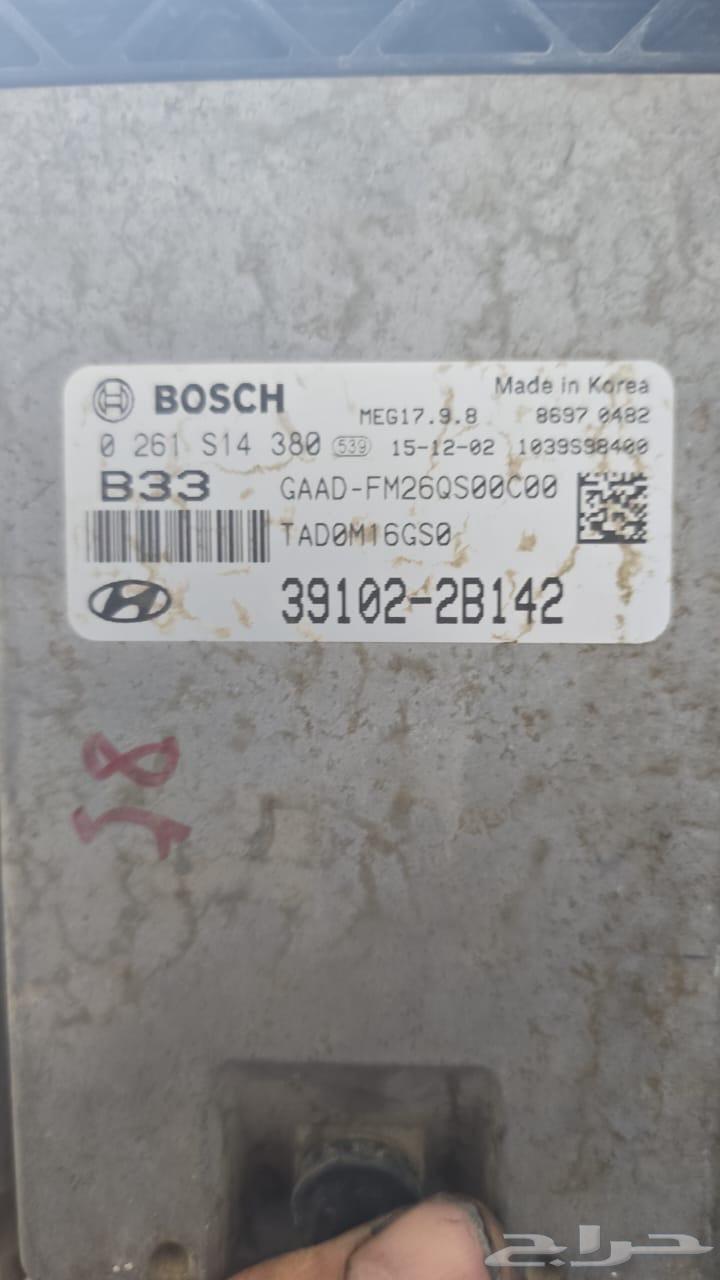 BOSCH Made in Korea
MEG17.9.8 8697 0482
0 261 S14 380 539 15-12-02 1039S98400
B33 GAAD-FM26QS00C00
TAD0M16GS0
39102-2B142
حراج